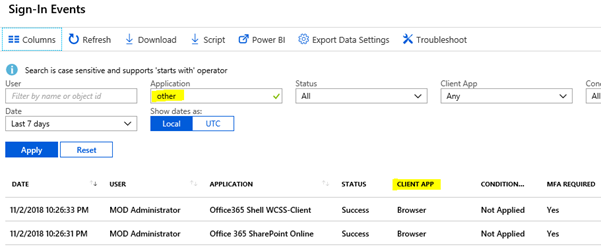 Sign-In Events
Columns Refresh Download Script Power BI Export Data Settings Troubleshoot
Search is case sensitive and supports 'starts with' operator
User Application Status Client App Con
Filter by name or object id other All Any All
Date Show dates as:
Last 7 days Local UTC
Apply Reset
DATE USER APPLICATION STATUS CLIENT APP CONDITION... MFA REQUIRED
11/2/2018 10:26:33 PM MOD Administrator Office365 Shell WCSS-Client Success Browser Not Applied Yes
11/2/2018 10:26:31 PM MOD Administrator Office 365 SharePoint Online Success Browser Not Applied Yes